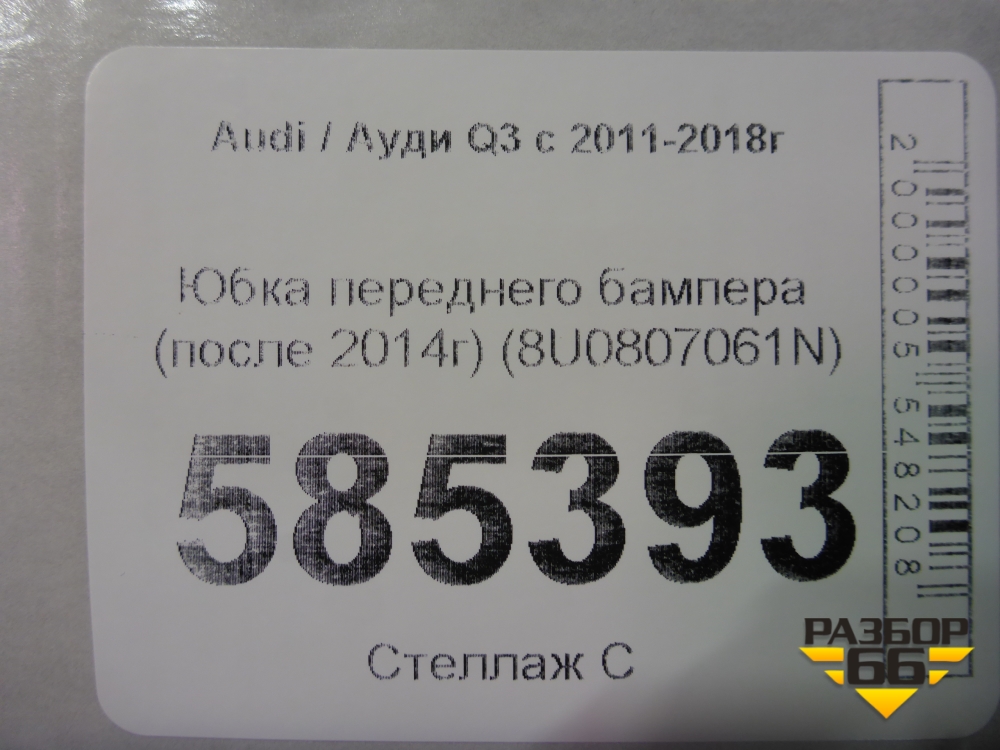 Audi / Ауди Q3 с 2011-2018г
Юбка переднего бампера
(после 2014г) (8U0807061N)
585393
Стеллаж С
2000005548208
РАЗБОР
66